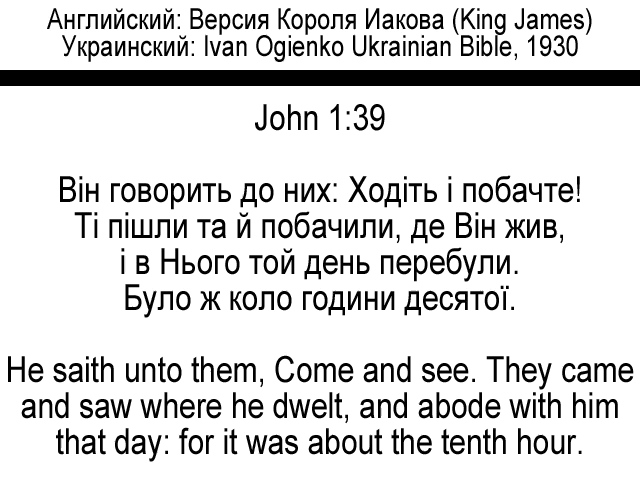 Английский: Версия Короля Иакова (King James)
Украинский: Ivan Ogienko Ukrainian Bible, 1930
John 1:39
Він говорить до них: Ходіть і побачте!
Ті пішли та й побачили, де Він жив,
і в Нього той день перебули.
Було ж коло години десятої.
He saith unto them, Come and see. They came
and saw where he dwelt, and abode with him
that day: for it was about the tenth hour.